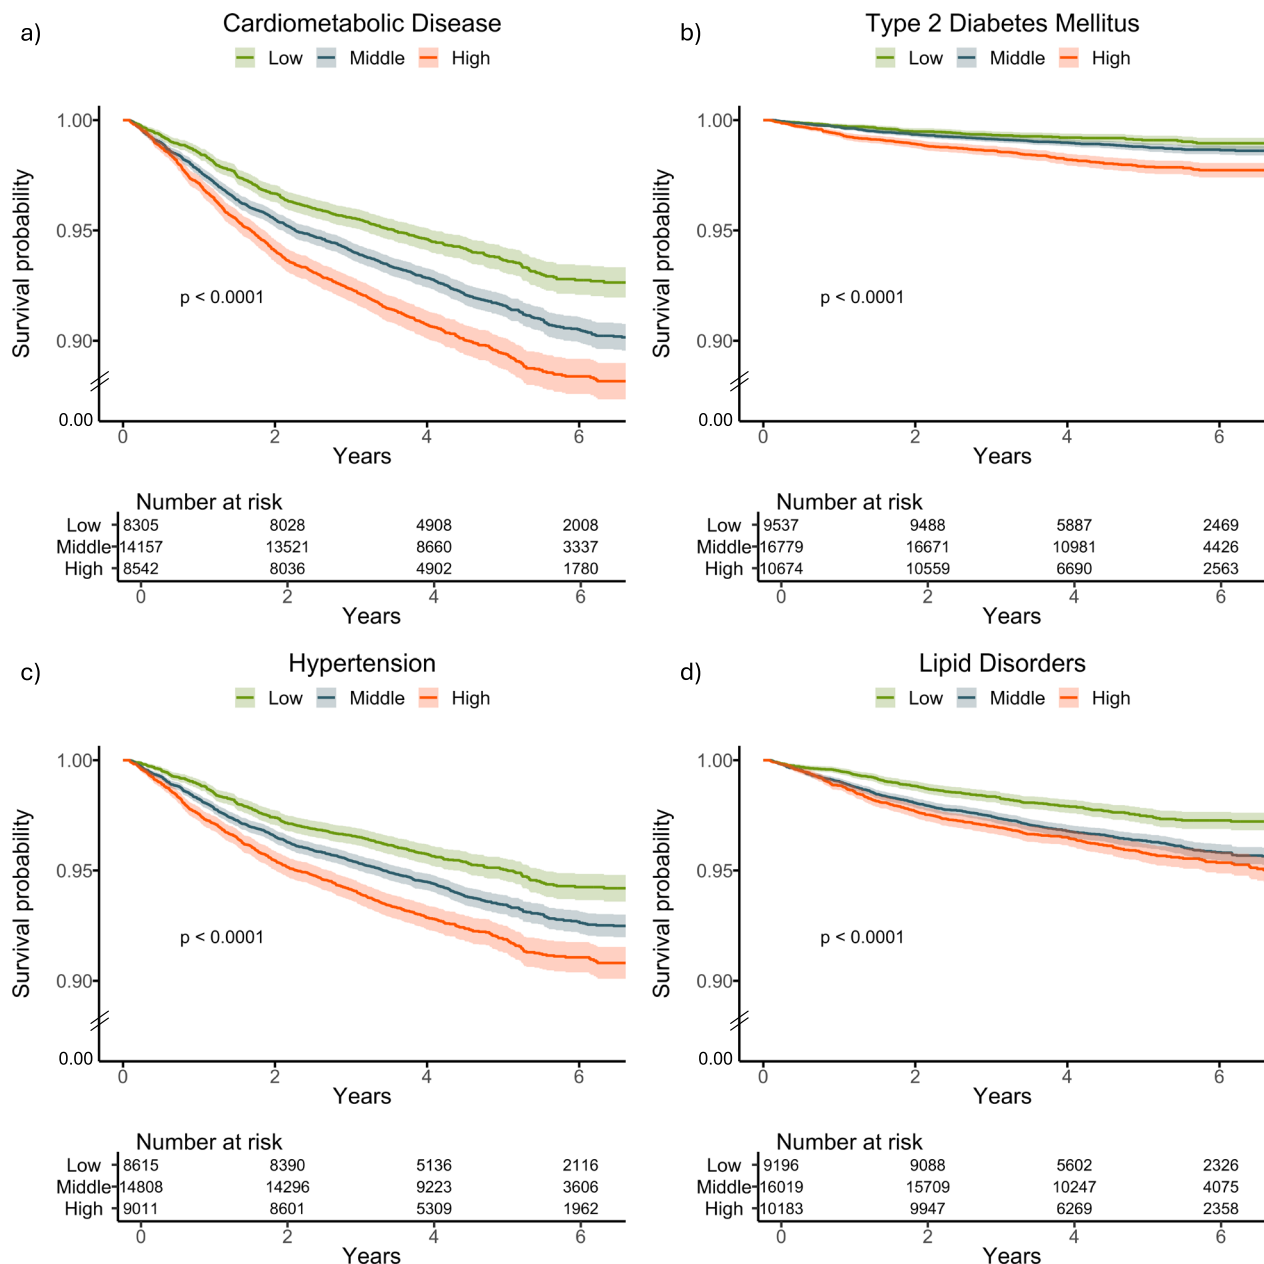 a)
Cardiometabolic Disease
Low Middle High
Survival probability
1.00
0.95
0.90
0.00
p < 0.0001
0 2 4 6
Years
Number at risk
Low 8305 8028 4908 2008
Middle 14157 13521 8660 3337
High 8542 8036 4902 1780
0 2 4 6
Years
b)
Type 2 Diabetes Mellitus
Low Middle High
Survival probability
1.00
0.95
0.90
0.00
p < 0.0001
0 2 4 6
Years
Number at risk
Low 9537 9488 5887 2469
Middle 16779 16671 10981 4426
High 10674 10559 6690 2563
0 2 4 6
Years
c)
Hypertension
Low Middle High
Survival probability
1.00
0.95
0.90
0.00
p < 0.0001
0 2 4 6
Years
Number at risk
Low 8615 8390 5136 2116
Middle 14808 14296 9223 3606
High 9011 8601 5309 1962
0 2 4 6
Years
d)
Lipid Disorders
Low Middle High
Survival probability
1.00
0.95
0.90
0.00
p < 0.0001
0 2 4 6
Years
Number at risk
Low 9196 9088 5602 2326
Middle 16019 15709 10247 4075
High 10183 9947 6269 2358
0 2 4 6
Years